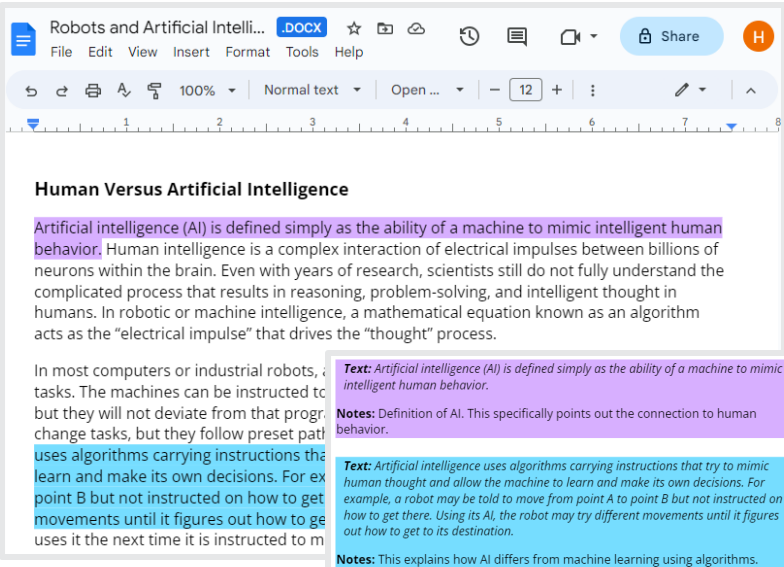 Robots and Artificial Intelli... .DOCX
File Edit View Insert Format Tools Help
Share
H
100% Normal text Open ... − 12 +
1 2 3 4 5 6 7 8
Human Versus Artificial Intelligence
Artificial intelligence (AI) is defined simply as the ability of a machine to mimic intelligent human
behavior. Human intelligence is a complex interaction of electrical impulses between billions of
neurons within the brain. Even with years of research, scientists still do not fully understand the
complicated process that results in reasoning, problem-solving, and intelligent thought in
humans. In robotic or machine intelligence, a mathematical equation known as an algorithm
acts as the “electrical impulse” that drives the “thought” process.
In most computers or industrial robots,
tasks. The machines can be instructed to
but they will not deviate from that
change tasks, but they follow preset
uses algorithms carrying instructions
learn and make its own decisions. For
point B but not instructed on how to get
movements until it figures out how to
uses it the next time it is instructed to
Text: Artificial intelligence (AI) is defined simply as the ability of a machine to mimic
intelligent human behavior.
Notes: Definition of AI. This specifically points out the connection to human
behavior.
Text: Artificial intelligence uses algorithms carrying instructions that try to mimic
human thought and allow the machine to learn and make its own decisions. For
example, a robot may be told to move from point A to point B but not instructed on
how to get there. Using its AI, the robot may try different movements until it figures
out how to get to its destination.
Notes: This explains how AI differs from machine learning using algorithms.